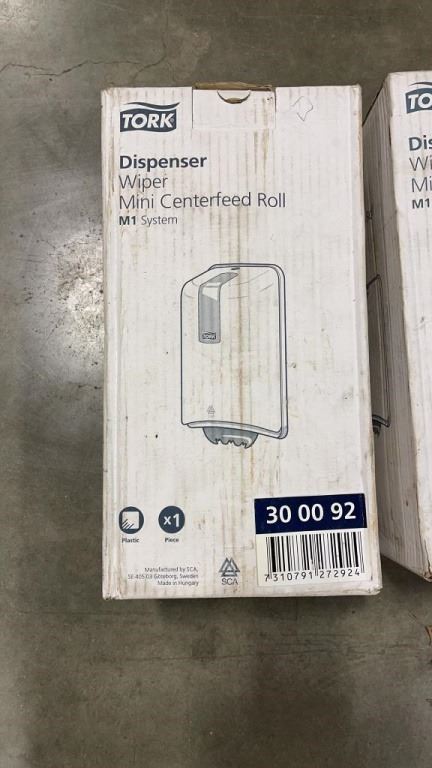 TORK
Dispenser
Wiper
Mini Centerfeed Roll
M1 System
TORK
x1
Plastic
Piece
30 00 92
Manufactured by SCA,
SE-405 03 Göteborg, Sweden
Made in Hungary
SCA
7 310791 272924
TO
Dis
Wi
Mi
M1